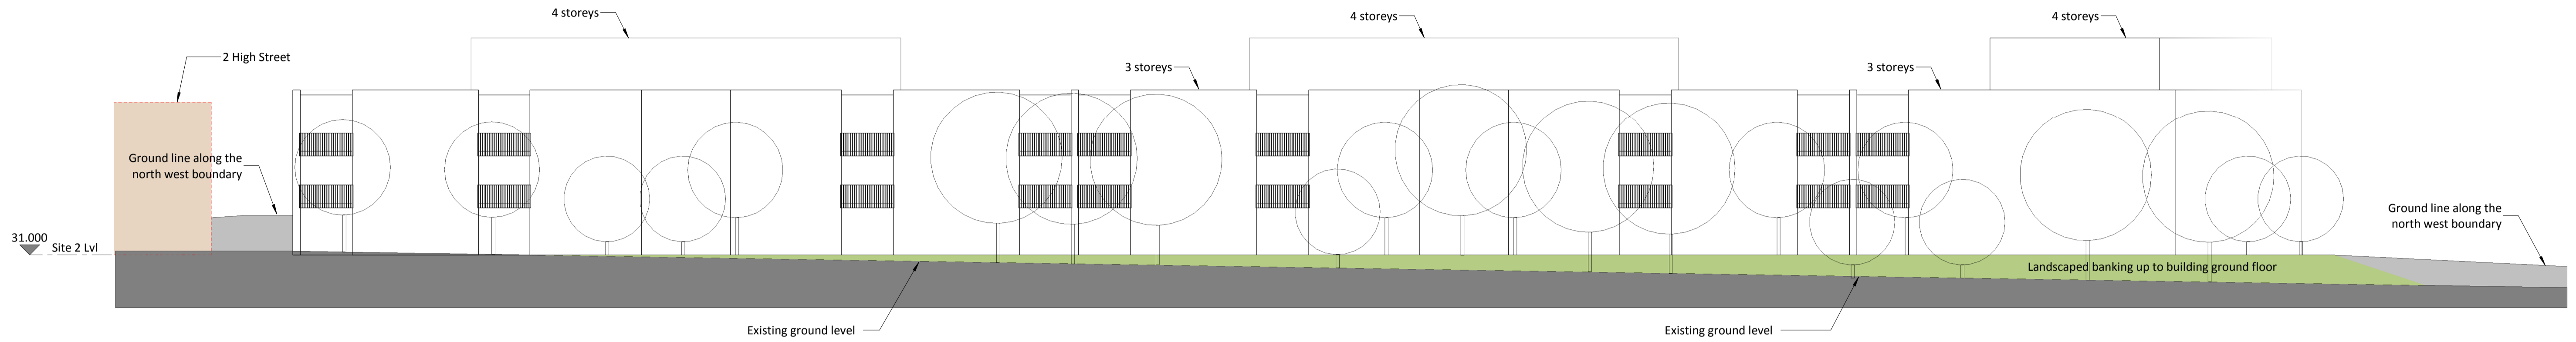 4 storeys
4 storeys
4 storeys
2 High Street
3 storeys
3 storeys
Ground line along the
north west boundary
Ground line along the
north west boundary
31.000
Site 2 Lvl
Landscaped banking up to building ground floor
Existing ground level
Existing ground level